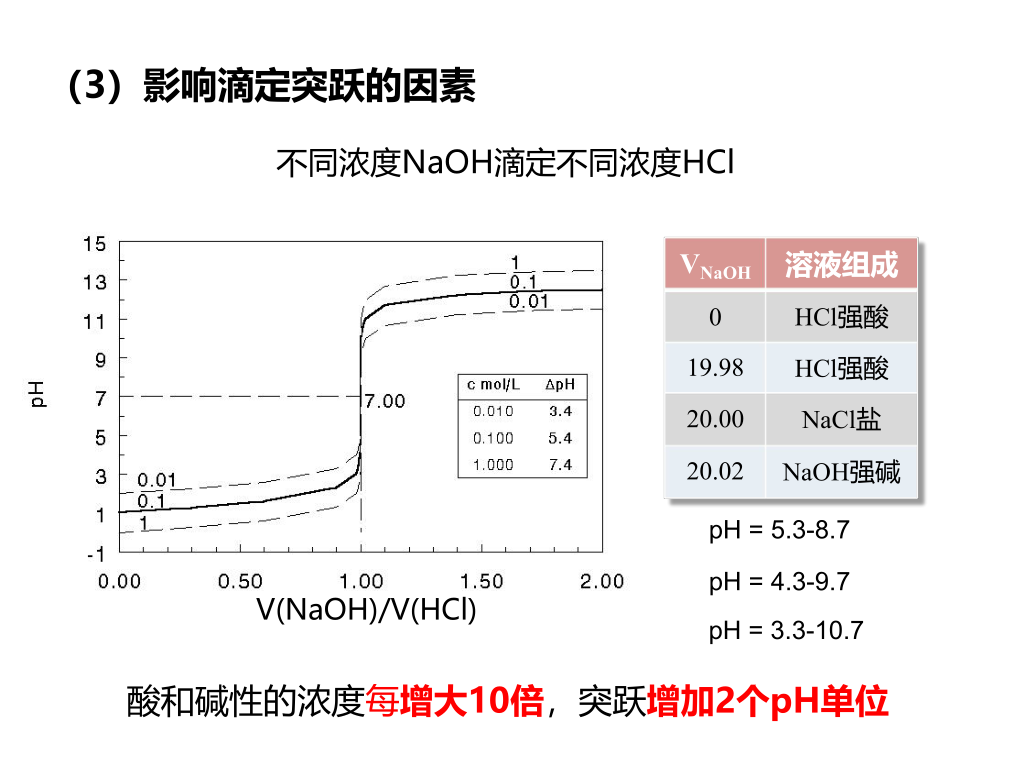 （3）影响滴定突跃的因素
不同浓度NaOH滴定不同浓度HCl
15
13
11
9
7
5
3
1
-1
pH
1
0.1
0.01
7.00
0.01
0.1
1
c mol/L ΔpH
0.010 3.4
0.100 5.4
1.000 7.4
0.00 0.50 1.00 1.50 2.00
V(NaOH)/V(HCl)
VNaOH 溶液组成
0 HCl强酸
19.98 HCl强酸
20.00 NaCl盐
20.02 NaOH强碱
pH = 5.3-8.7
pH = 4.3-9.7
pH = 3.3-10.7
酸和碱性的浓度每增大10倍，突跃增加2个pH单位